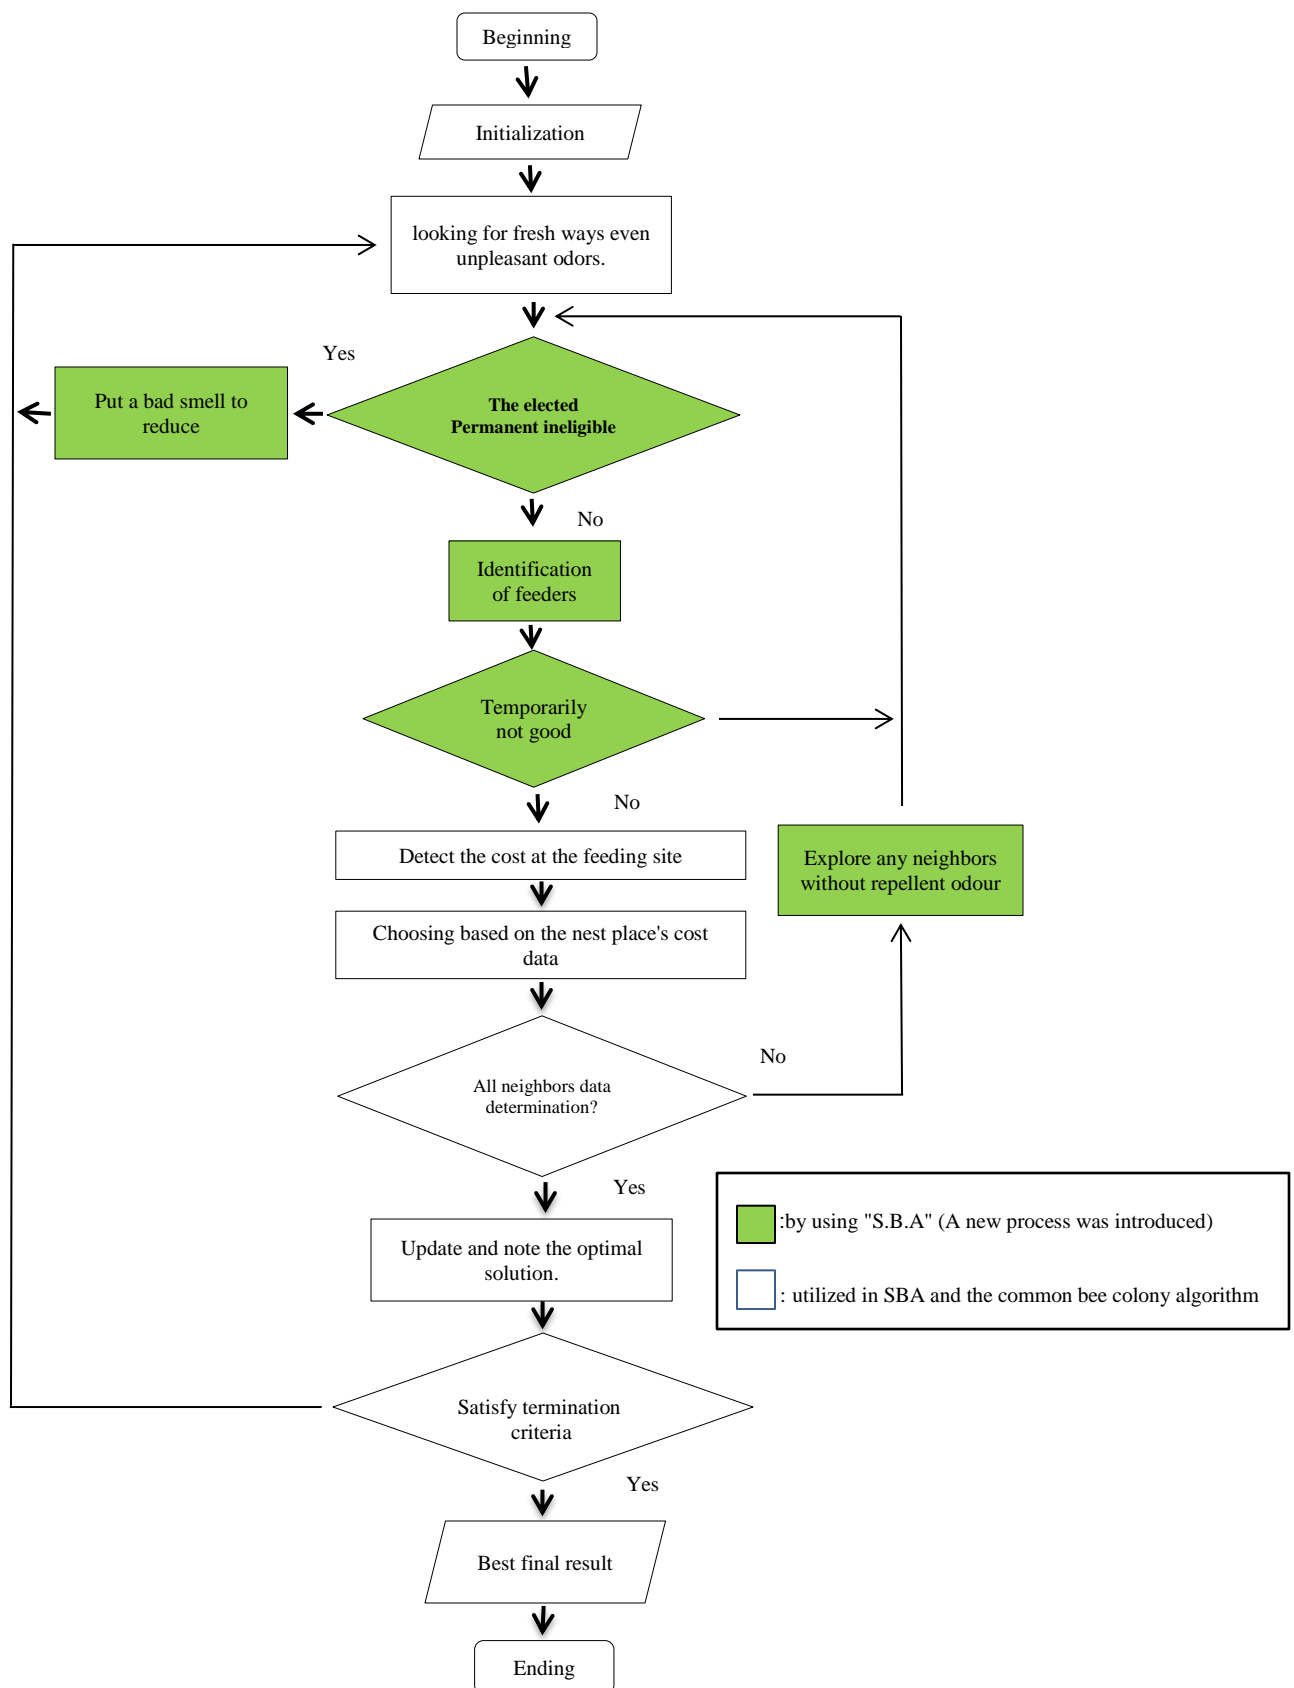 Beginning
Initialization
looking for fresh ways even
unpleasant odors.
Yes
Put a bad smell to
reduce
The elected
Permanent ineligible
No
Identification
of feeders
Temporarily
not good
No
Detect the cost at the feeding site
Explore any neighbors
without repellent odour
Choosing based on the nest place's cost
data
No
All neighbors data
determination?
Yes
:by using "S.B.A" (A new process was introduced)
Update and note the optimal
solution.
: utilized in SBA and the common bee colony algorithm
Satisfy termination
criteria
Yes
Best final result
Ending